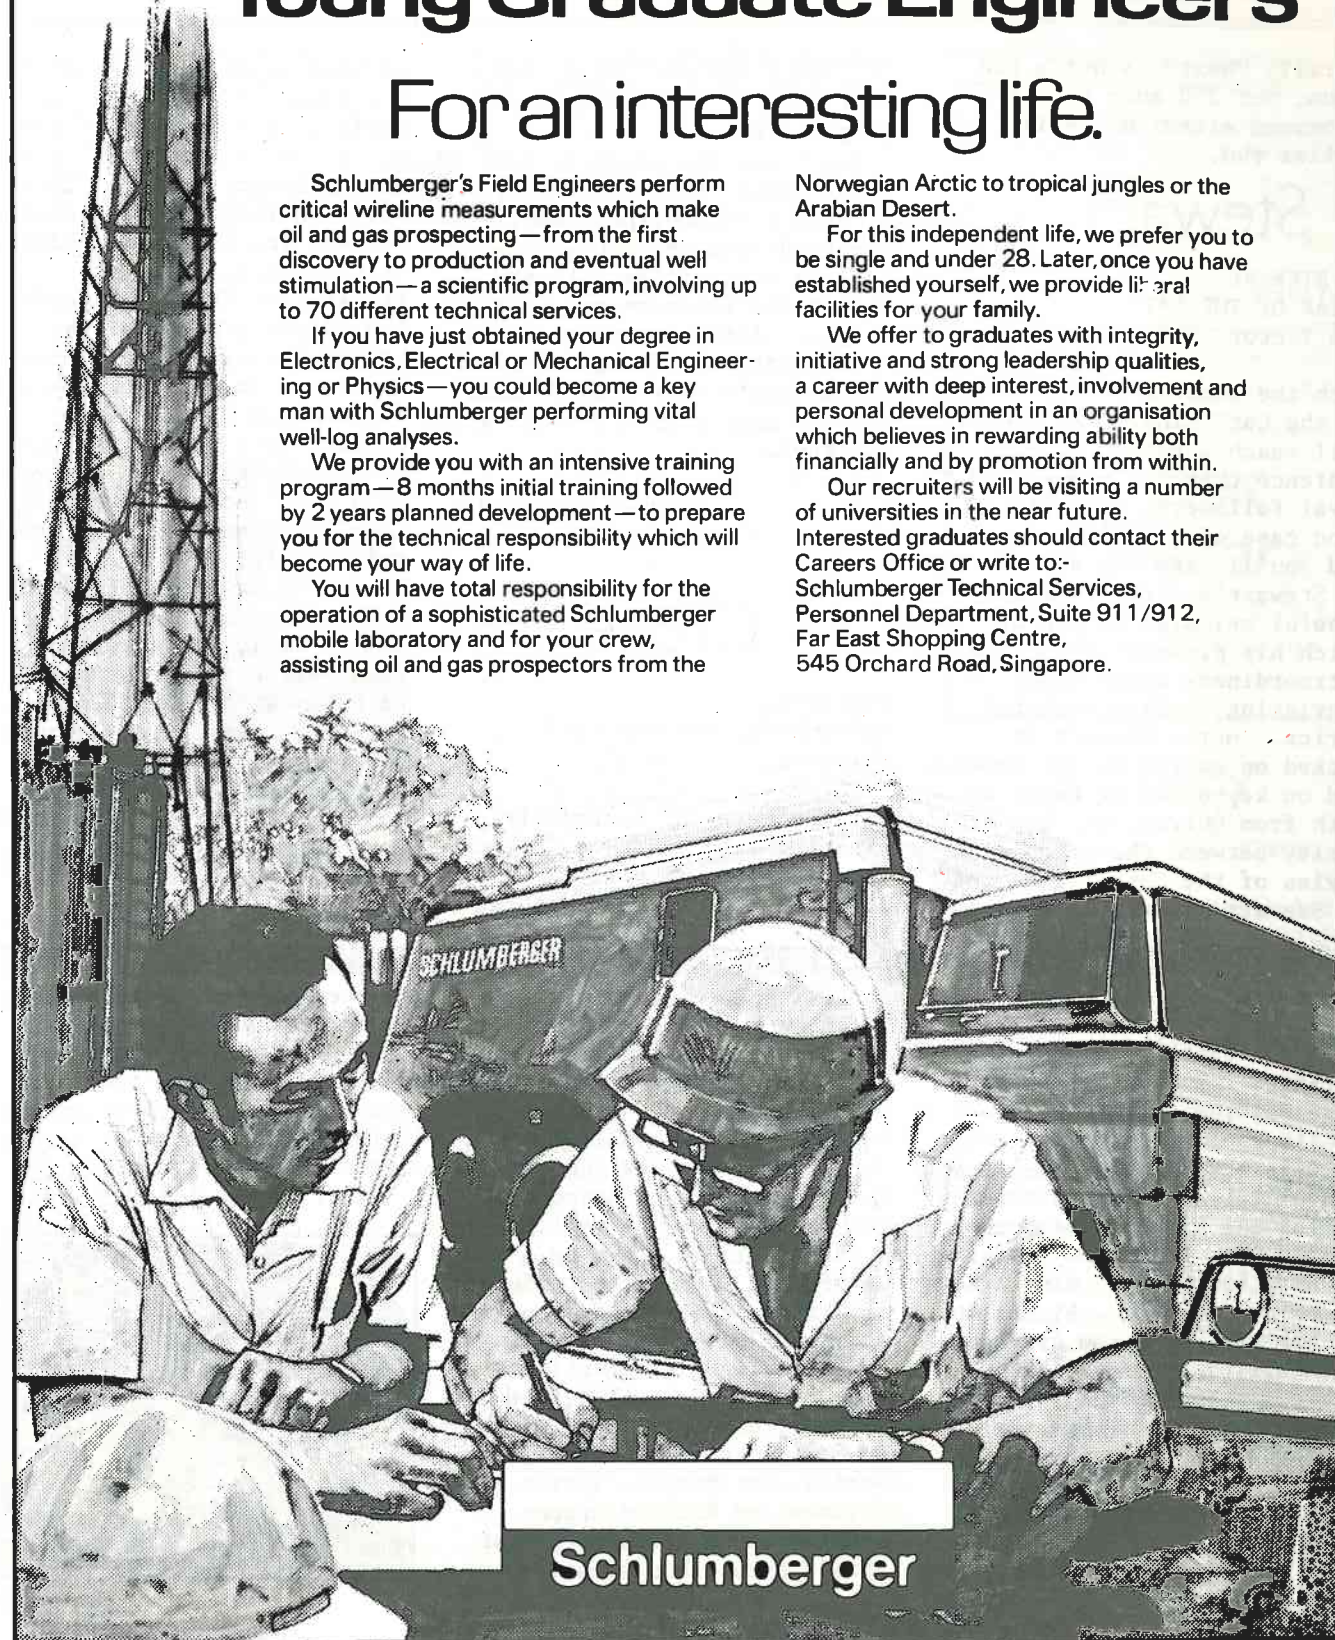 Young Graduate Engineers
For an interesting life.
Schlumberger's Field Engineers perform
critical wireline measurements which make
oil and gas prospecting—from the first
discovery to production and eventual well
stimulation—a scientific program, involving up
to 70 different technical services.
If you have just obtained your degree in
Electronics, Electrical or Mechanical Engineer-
ing or Physics—you could become a key
man with Schlumberger performing vital
well-log analyses.
We provide you with an intensive training
program—8 months initial training followed
by 2 years planned development—to prepare
you for the technical responsibility which will
become your way of life.
You will have total responsibility for the
operation of a sophisticated Schlumberger
mobile laboratory and for your crew,
assisting oil and gas prospectors from the
Norwegian Arctic to tropical jungles or the
Arabian Desert.
For this independent life, we prefer you to
be single and under 28. Later, once you have
established yourself, we provide liberal
facilities for your family.
We offer to graduates with integrity,
initiative and strong leadership qualities,
a career with deep interest, involvement and
personal development in an organisation
which believes in rewarding ability both
financially and by promotion from within.
Our recruiters will be visiting a number
of universities in the near future.
Interested graduates should contact their
Careers Office or write to:-
Schlumberger Technical Services,
Personnel Department, Suite 911/912,
Far East Shopping Centre,
545 Orchard Road, Singapore.
SCHLUMBERGER
Schlumberger